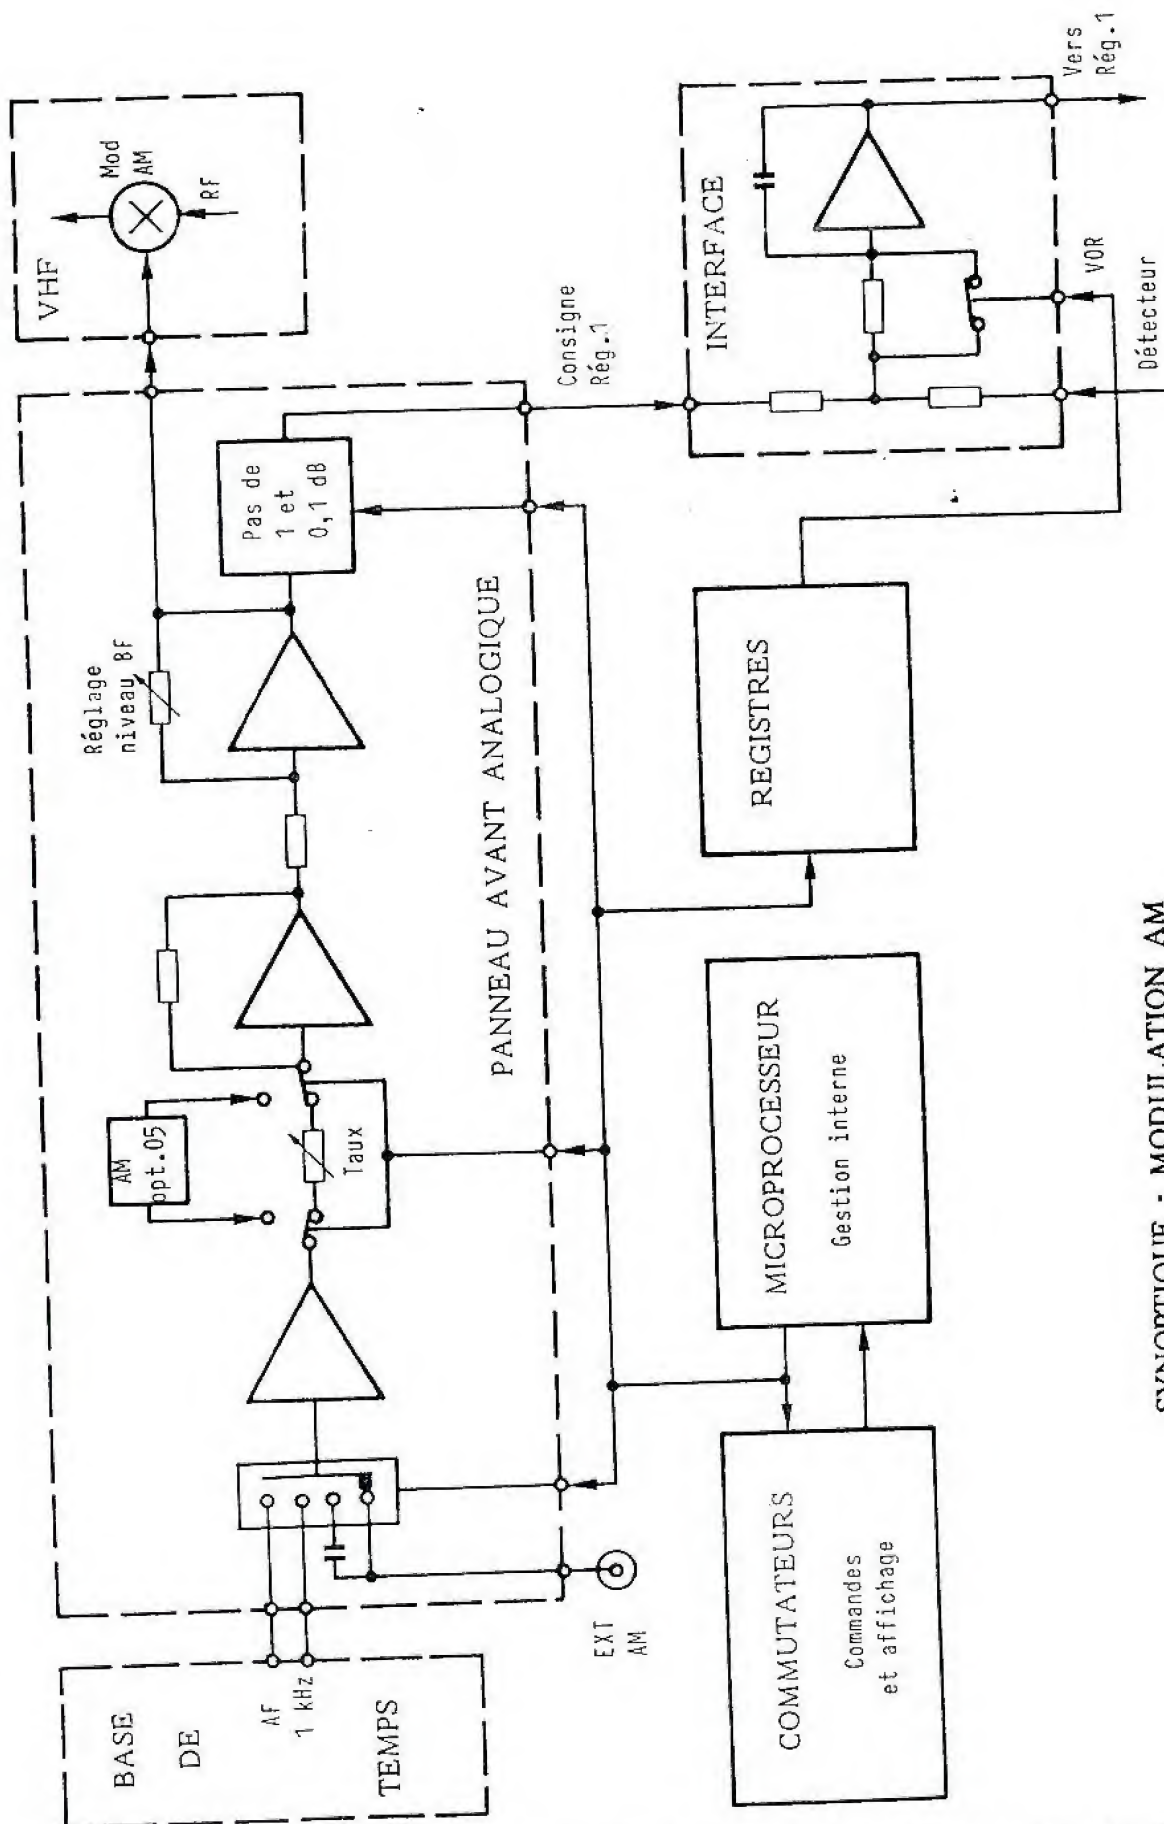 BASE
DE
TEMPS
AF
1 kHz
EXT
AM
AM
opt.05
Taux
Réglage
niveau BF
Pas de
1 et
0,1 dB
PANNEAU AVANT ANALOGIQUE
VHF
Mod
AM
RF
Consigne
Rég.1
INTERFACE
Vers
Rég.1
VOR
Détecteur
COMMUTATEURS
Commandes
et affichage
MICROPROCESSEUR
Gestion interne
REGISTRES
SYNOPTIQUE - MODULATION AM